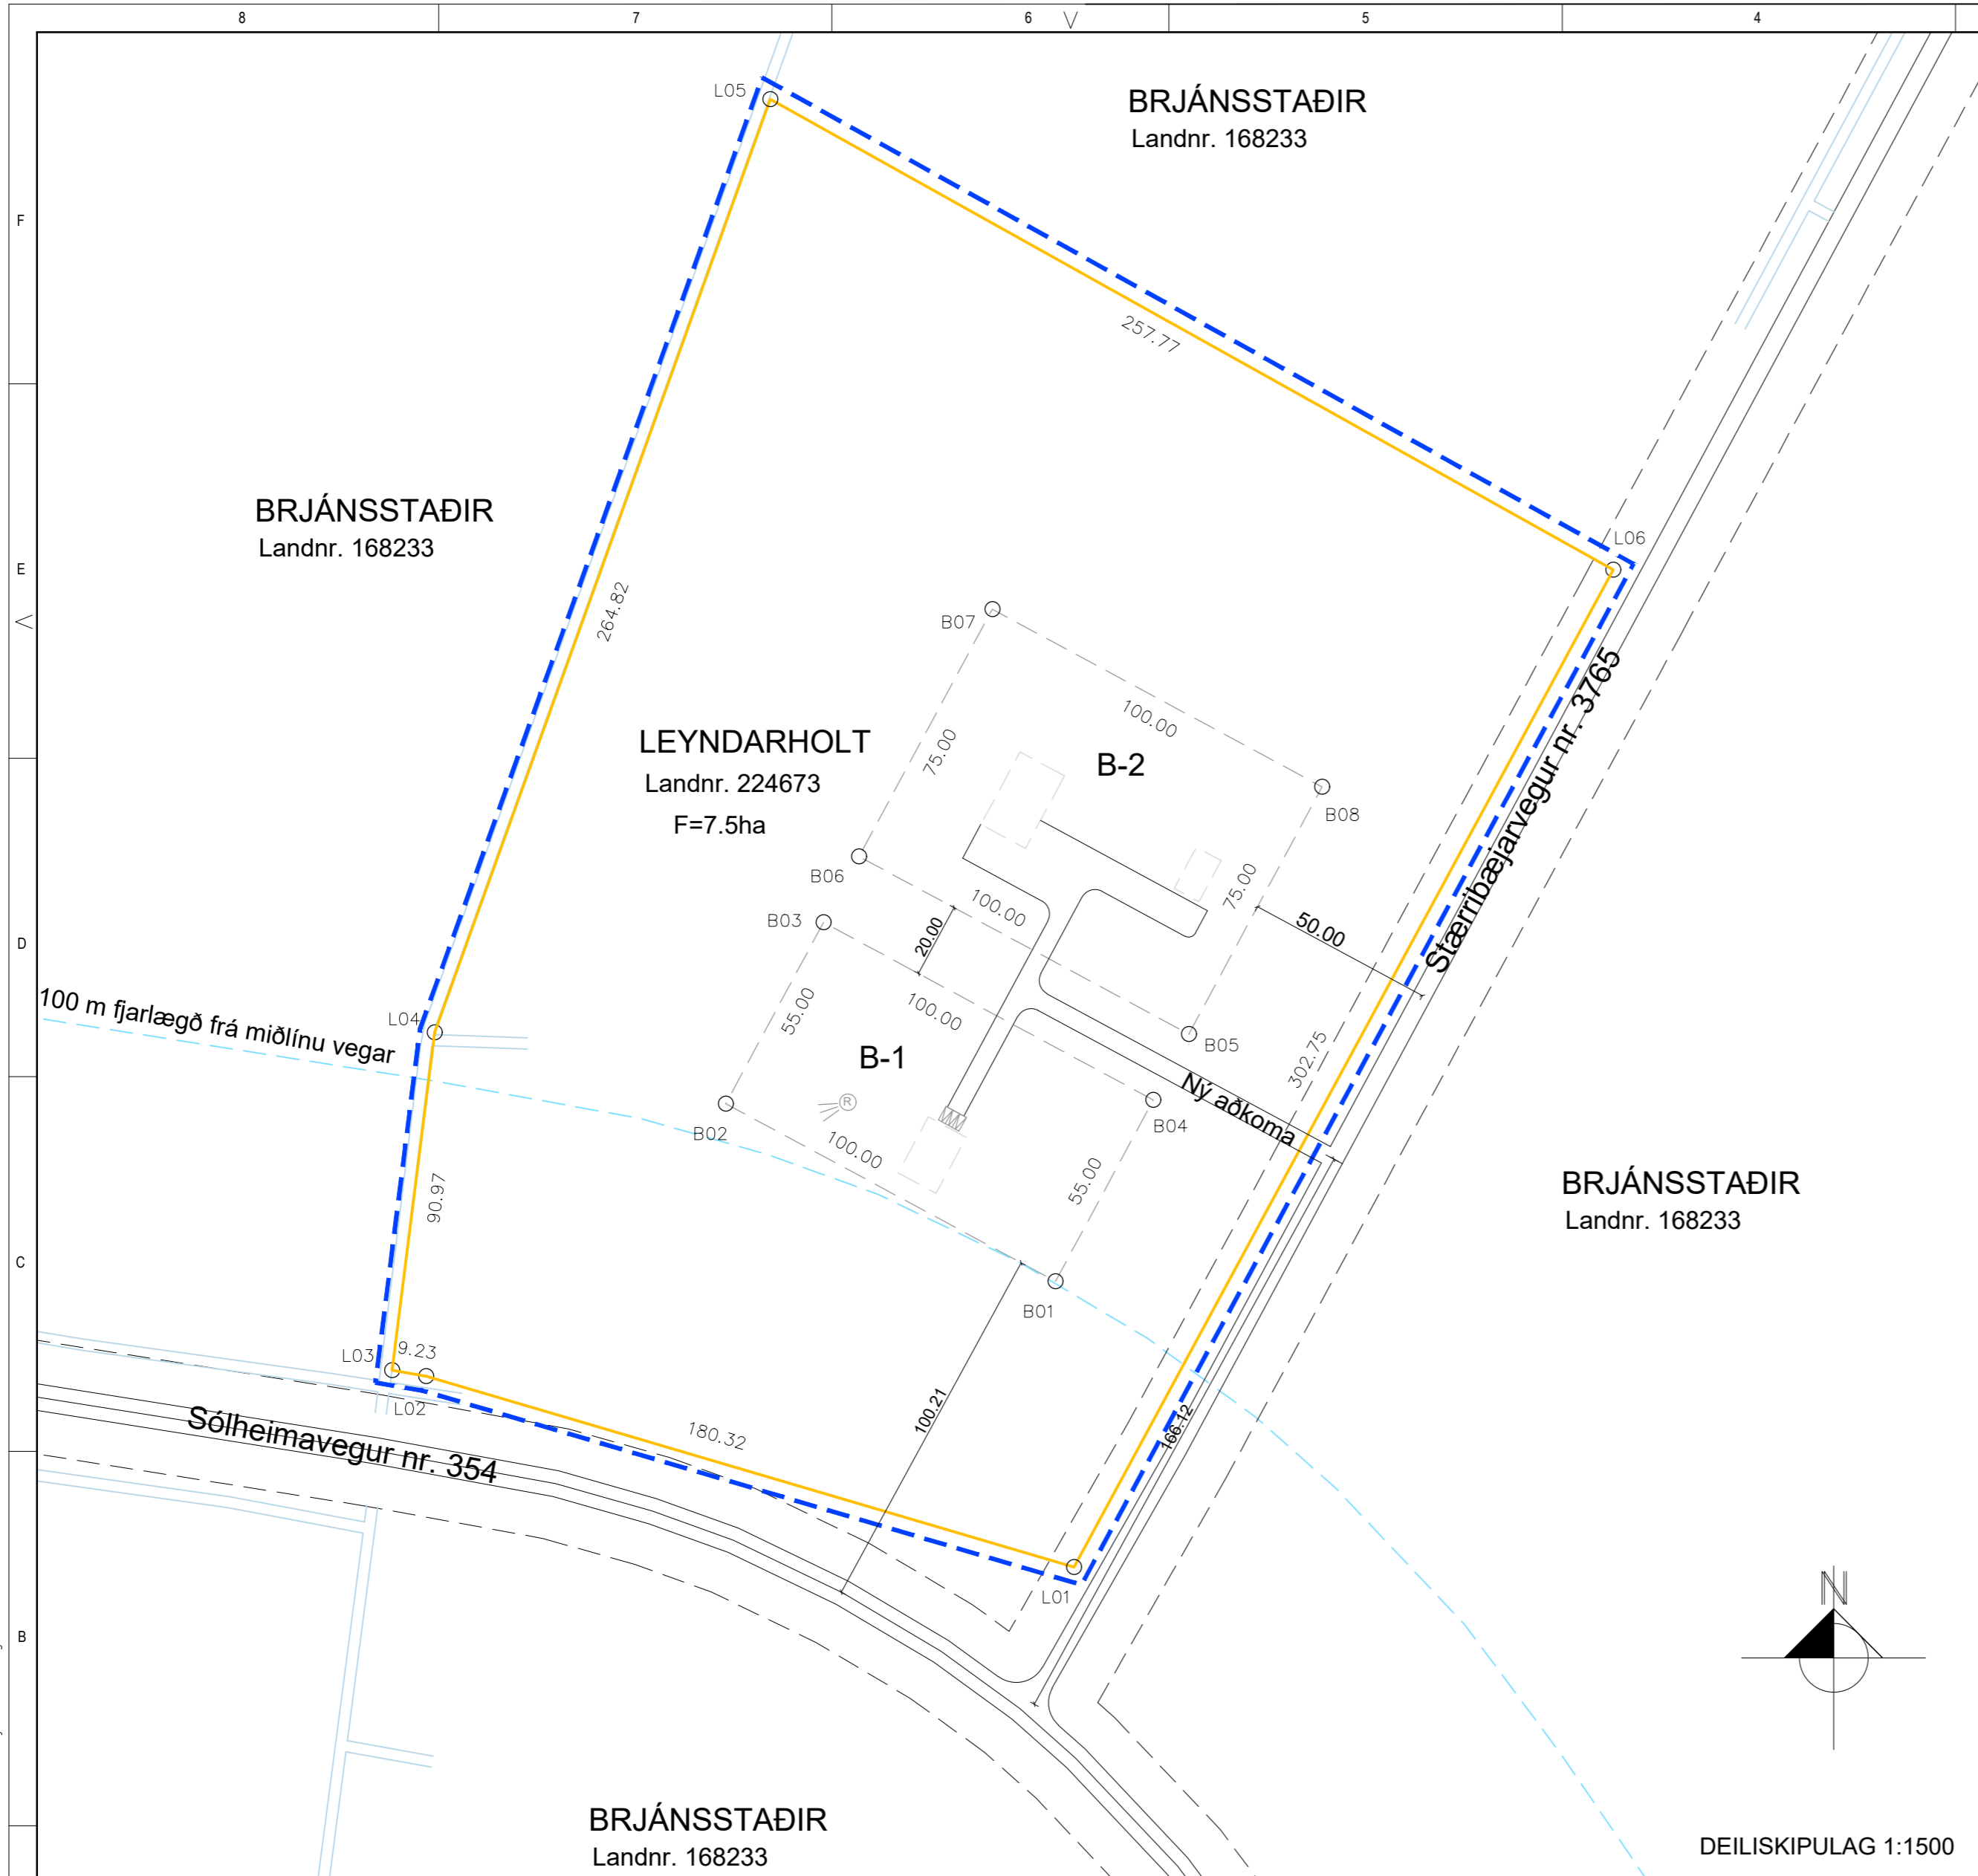 8 7 6 5 4
F
E
D
C
B
L05
BRJÁNSSTAÐIR
Landnr. 168233
257.77
L06
BRJÁNSSTAÐIR
Landnr. 168233
264.82
B07
100.00
75.00
B-2
LEYNDARHOLT
Landnr. 224673
F=7.5ha
B08
B06
75.00
100.00
B03
20.00
50.00
Stærribæjarvegur nr. 3765
100 m fjarlægð frá miðlínu vegar
L04
55.00
100.00
B05
302.75
B-1
Ný aðkoma
R
B02
100.00
B04
55.00
90.97
BRJÁNSSTAÐIR
Landnr. 168233
B01
L03
9.23
L02
Sólheimavegur nr. 354
180.32
100.21
166.12
L01
N
BRJÁNSSTAÐIR
Landnr. 168233
DEILISKIPULAG 1:1500